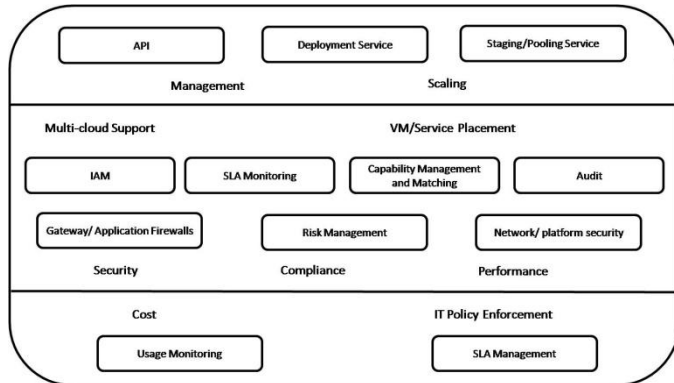 API
Deployment Service
Staging/Pooling Service
Management
Scaling
Multi-cloud Support
VM/Service Placement
IAM
SLA Monitoring
Capability Management
and Matching
Audit
Gateway/ Application Firewalls
Risk Management
Network/ platform security
Security
Compliance
Performance
Cost
IT Policy Enforcement
Usage Monitoring
SLA Management